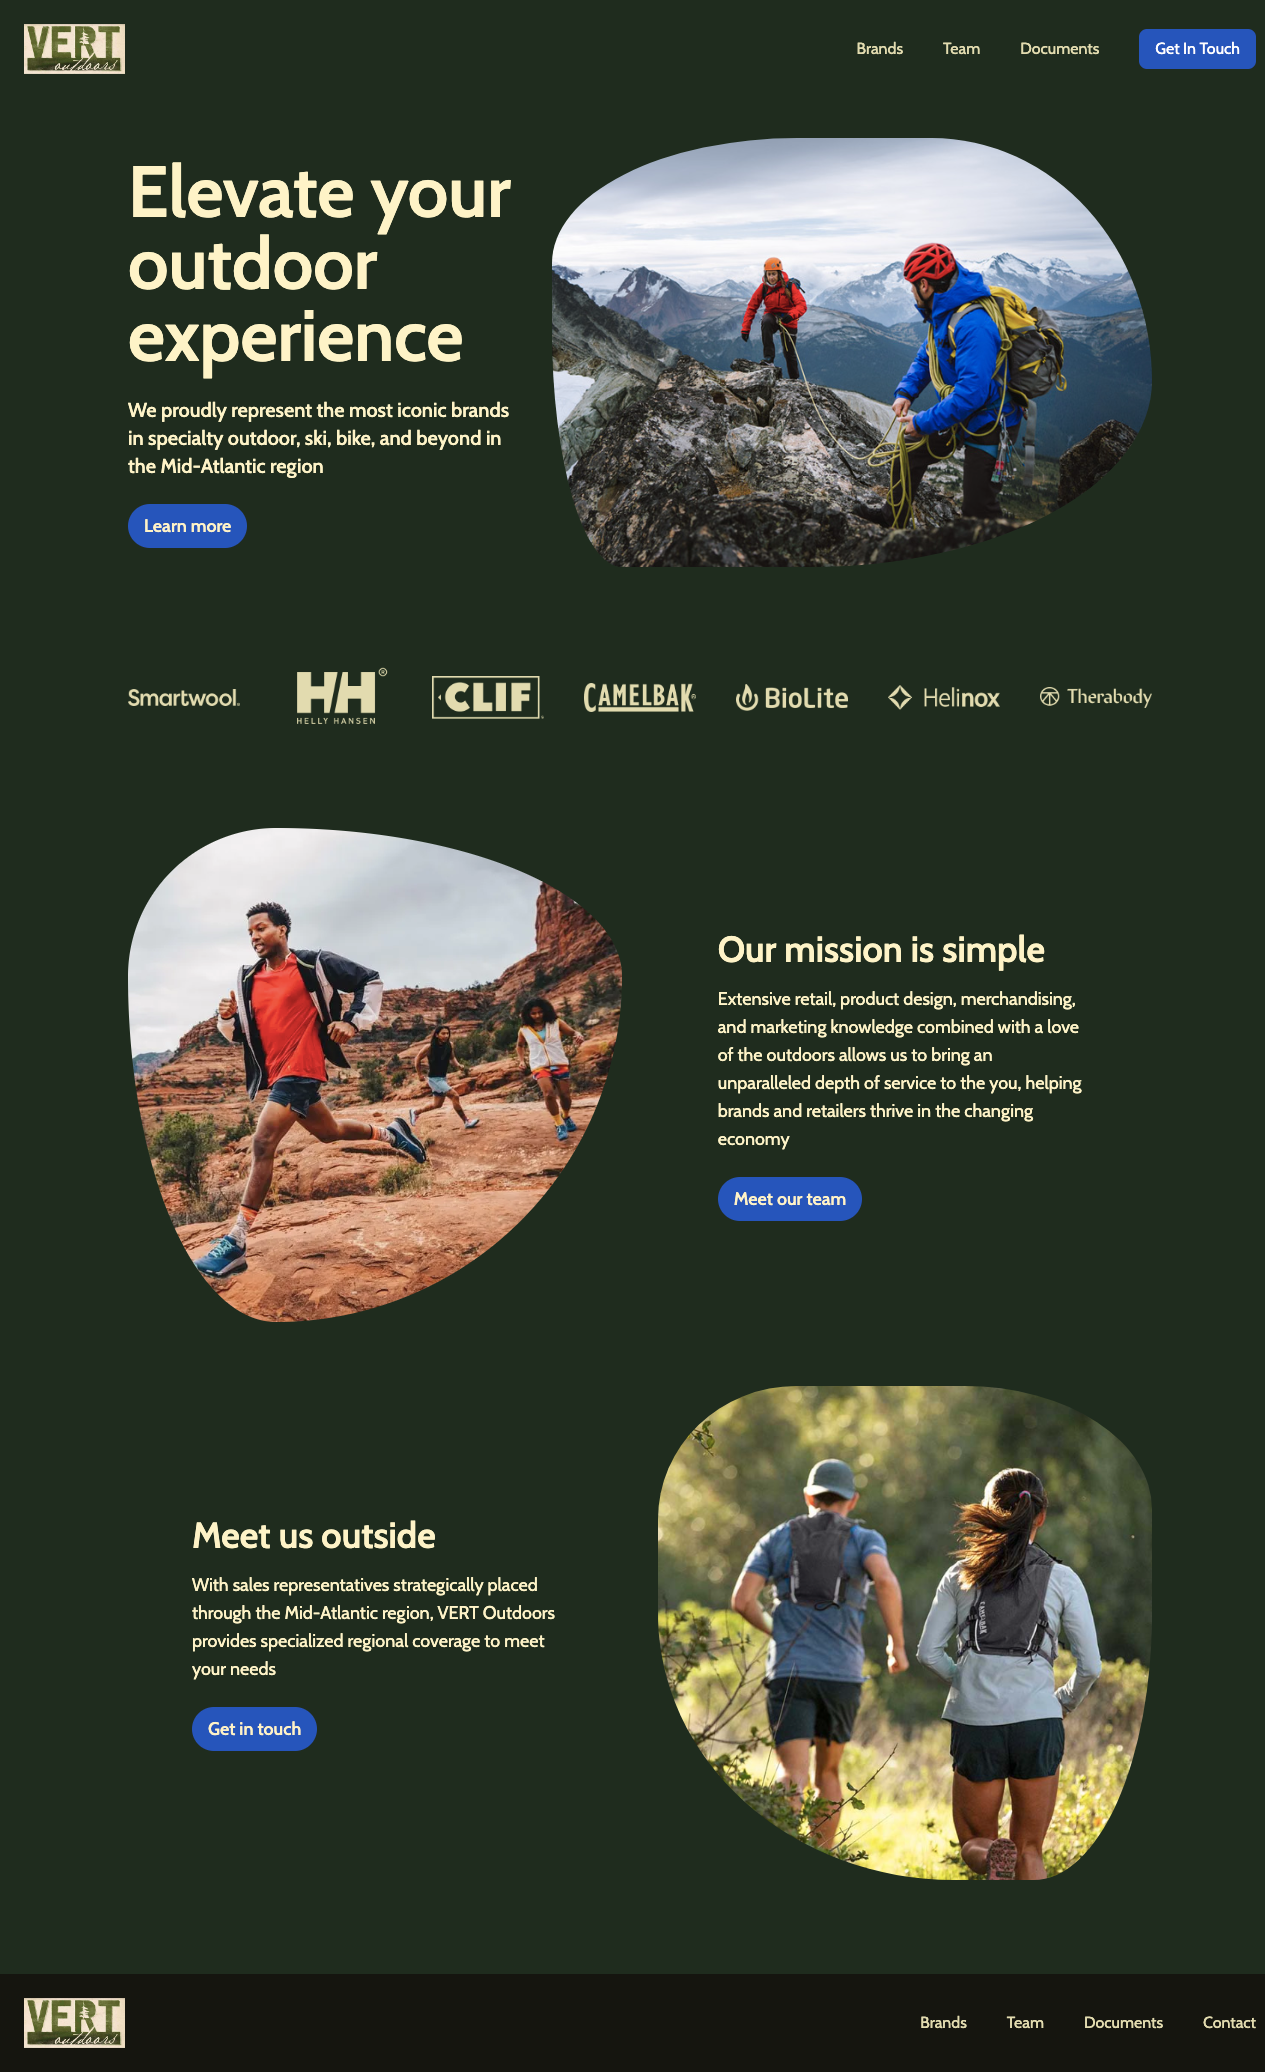 VERT
outdoors
Brands
Team
Documents
Get In Touch
Elevate your
outdoor
experience
We proudly represent the most iconic brands
in specialty outdoor, ski, bike, and beyond in
the Mid-Atlantic region
Learn more
Smartwool®
HH®
HELLY HANSEN
CLIF®
CAMELBAK®
BioLite
Helinox
Therabody
Our mission is simple
Extensive retail, product design, merchandising,
and marketing knowledge combined with a love
of the outdoors allows us to bring an
unparalleled depth of service to the you, helping
brands and retailers thrive in the changing
economy
Meet our team
Meet us outside
With sales representatives strategically placed
through the Mid-Atlantic region, VERT Outdoors
provides specialized regional coverage to meet
your needs
Get in touch
CAMELBAK
VERT
outdoors
Brands
Team
Documents
Contact